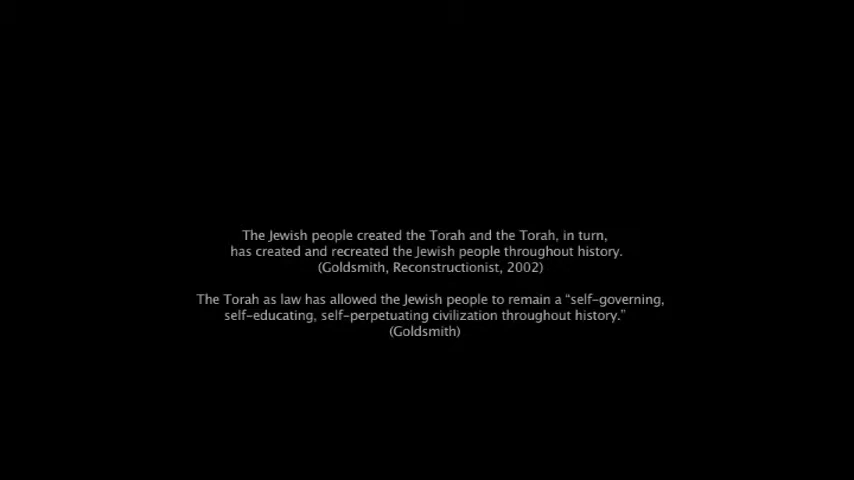 The Jewish people created the Torah and the Torah, in turn,
has created and recreated the Jewish people throughout history.
(Goldsmith, Reconstructionist, 2002)
The Torah as law has allowed the Jewish people to remain a “self-governing,
self-educating, self-perpetuating civilization throughout history.”
(Goldsmith)